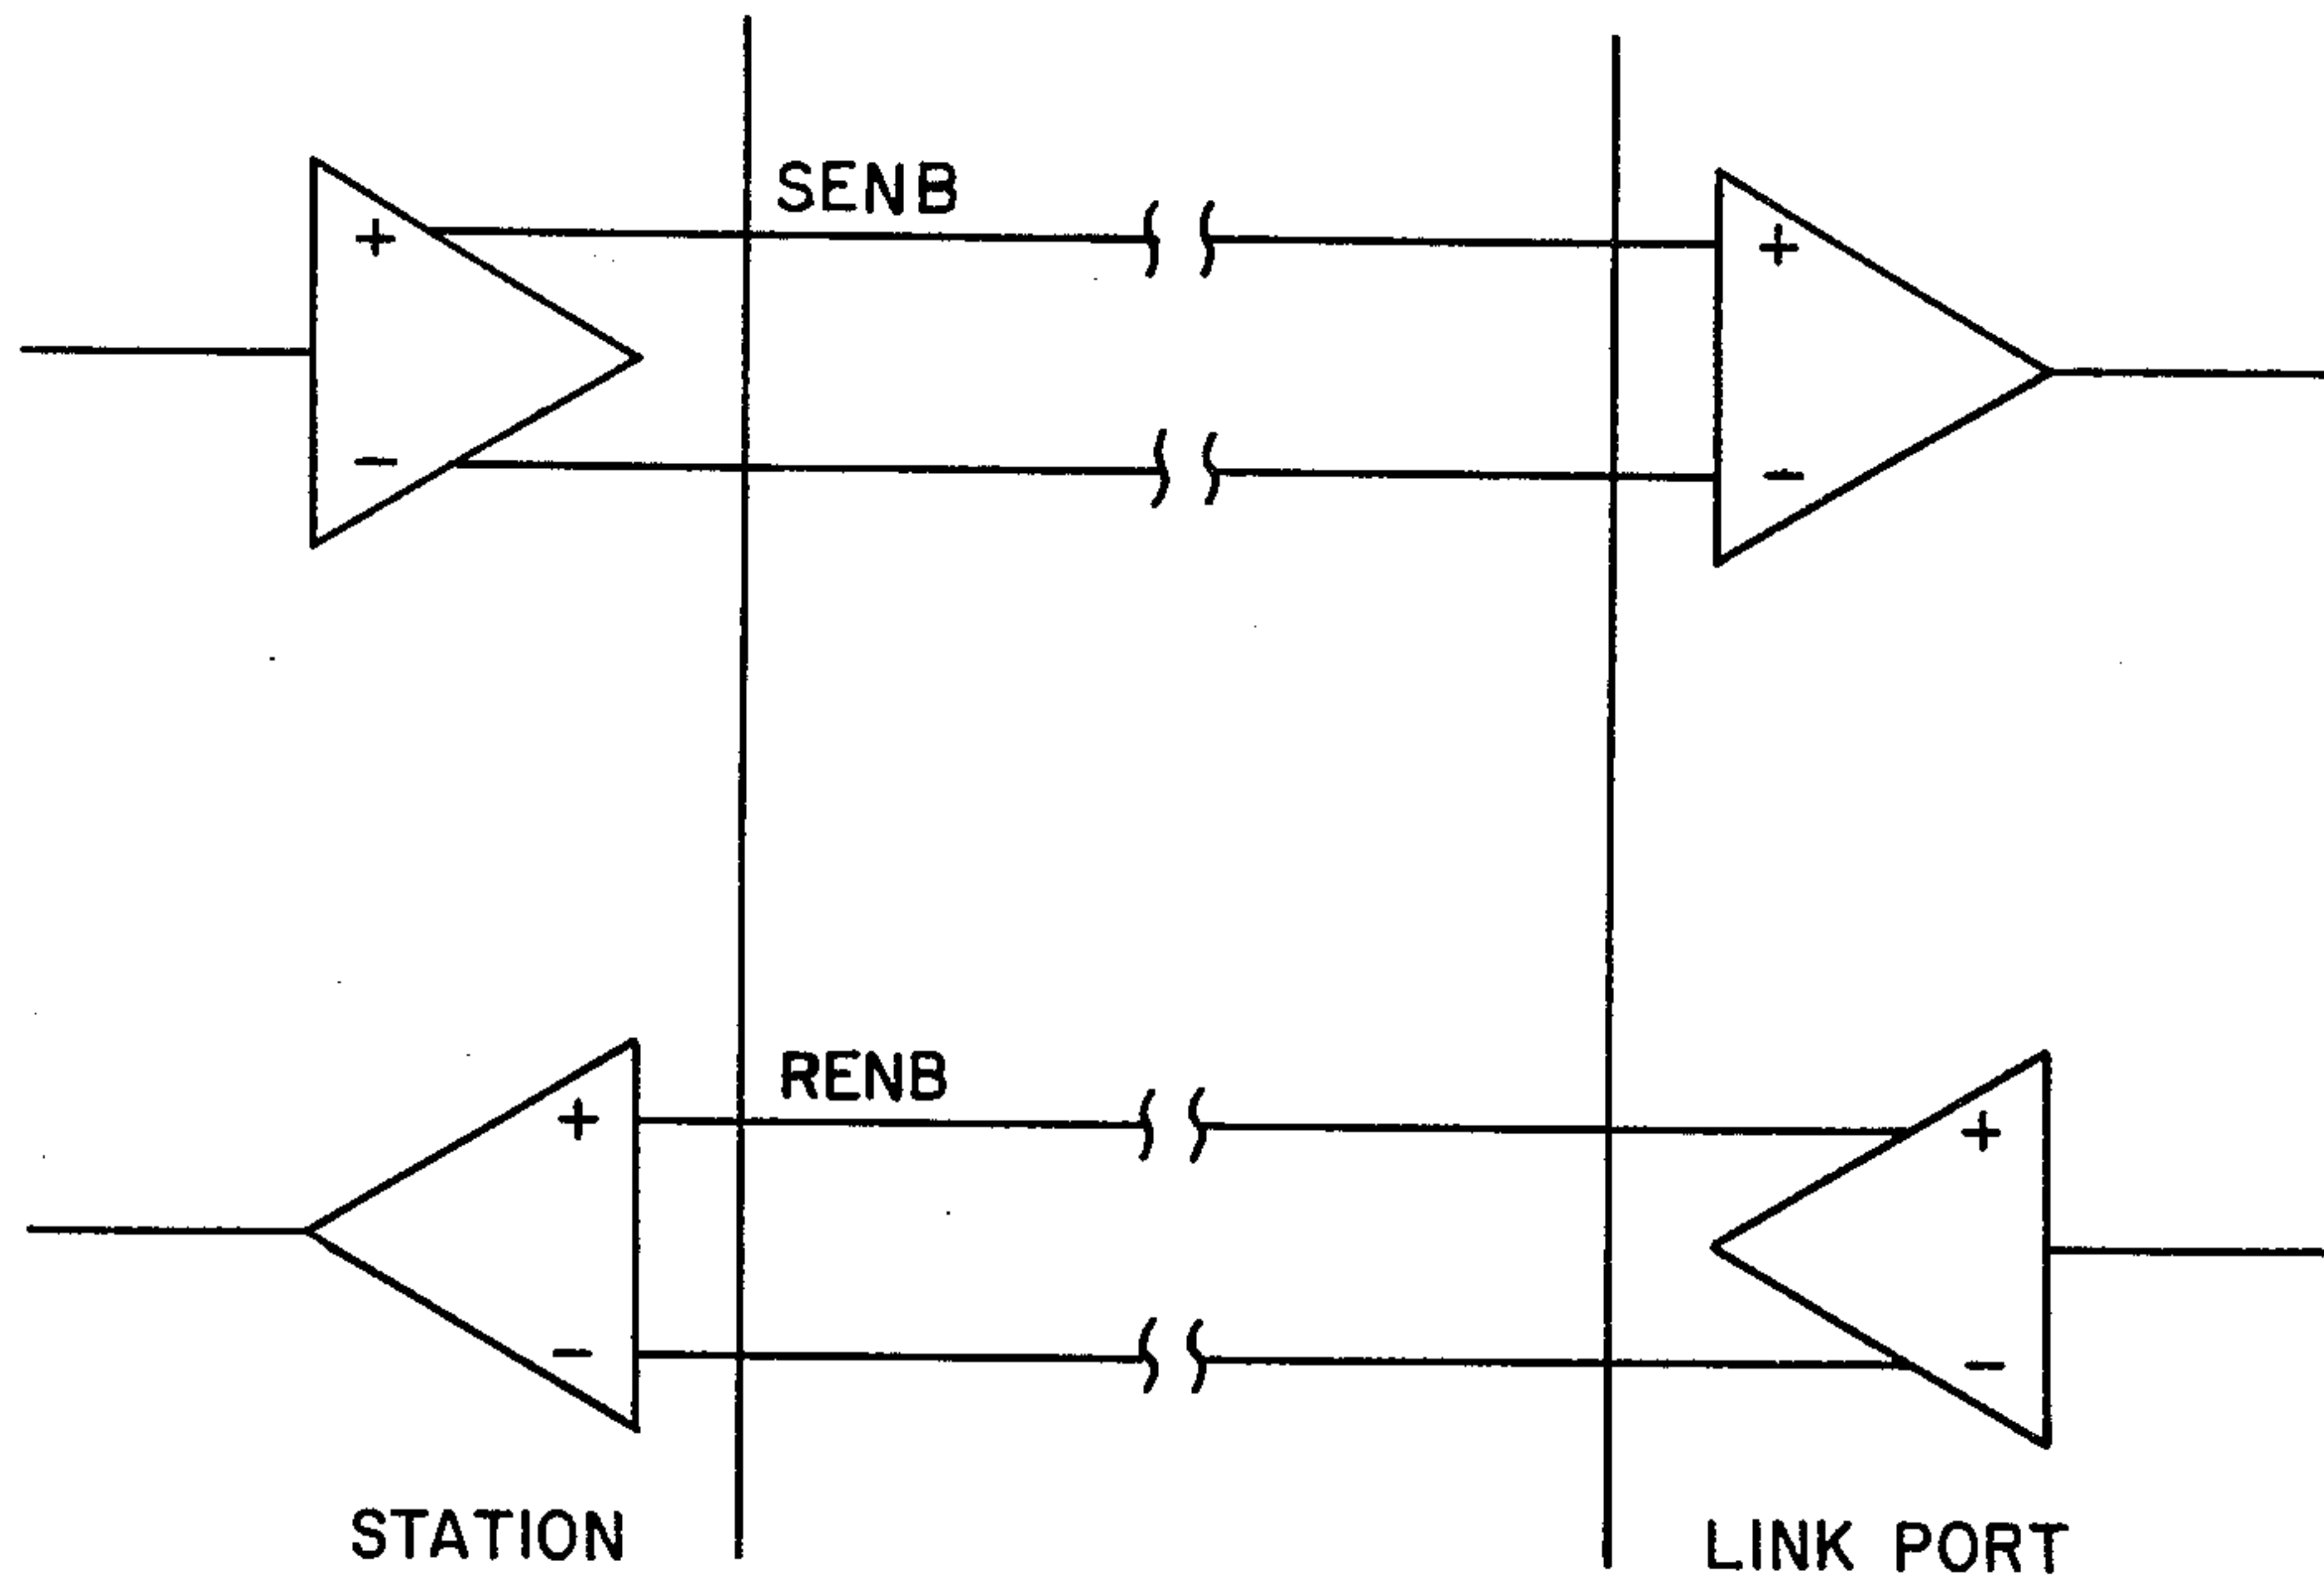 SENB
+ +
- -
RENB
+ +
- -
STATION LINK PORT